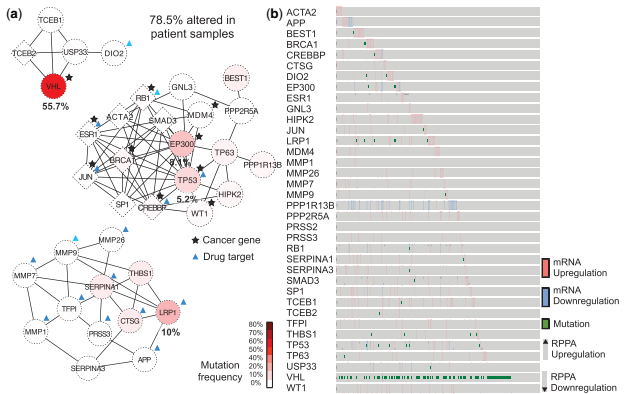 (a)
78.5% altered in
patient samples
TCEB1
TCEB2
USP33
DIO2
VHL
55.7%
BEST1
RB1
GNL3
ACTA2
SMAD3
MDM4
PPP2R5A
ESR1
EP300
BRCA1
8.1%
TP63
PPP1R13B
JUN
TP53
5.2%
HIPK2
SP1
CREBBP
WT1
Cancer gene
Drug target
MMP26
MMP9
MMP7
THBS1
SERPINA1
TFPI
LRP1
CTSG
10%
MMP1
PRSS3
APP
SERPINA3
Mutation
frequency
80%
70%
60%
50%
40%
30%
20%
10%
0%
(b)
ACTA2
APP
BEST1
BRCA1
CREBBP
CTSG
DIO2
EP300
ESR1
GNL3
HIPK2
JUN
LRP1
MDM4
MMP1
MMP26
MMP7
MMP9
PPP1R13B
PPP2R5A
PRSS2
PRSS3
RB1
SERPINA1
SERPINA3
SMAD3
SP1
TCEB1
TCEB2
TFPI
THBS1
TP53
TP63
USP33
VHL
WT1
mRNA
Upregulation
mRNA
Downregulation
Mutation
RPPA
Upregulation
RPPA
Downregulation